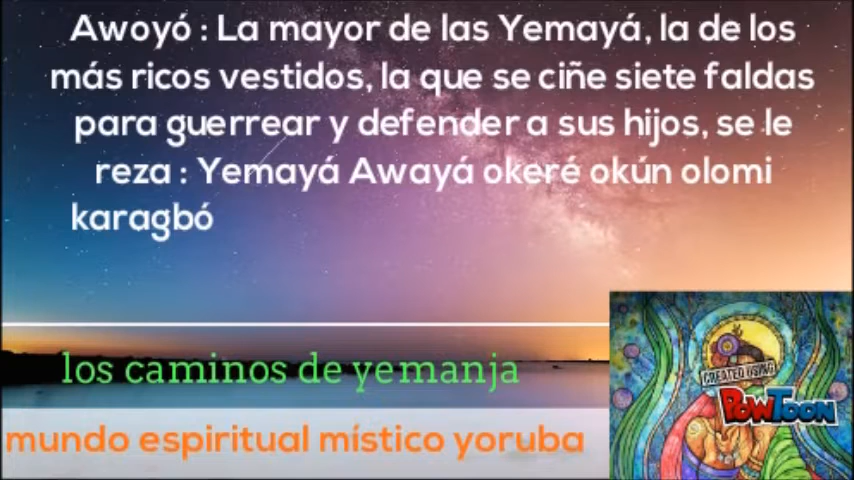 Awoyó : La mayor de las Yemayá, la de los
más ricos vestidos, la que se ciñe siete faldas
para guerrear y defender a sus hijos, se le
reza : Yemayá Awayá okeré okún olomi
karagbó
los caminos de yemanja
mundo espiritual místico yoruba
CREATED USING
POWTOON